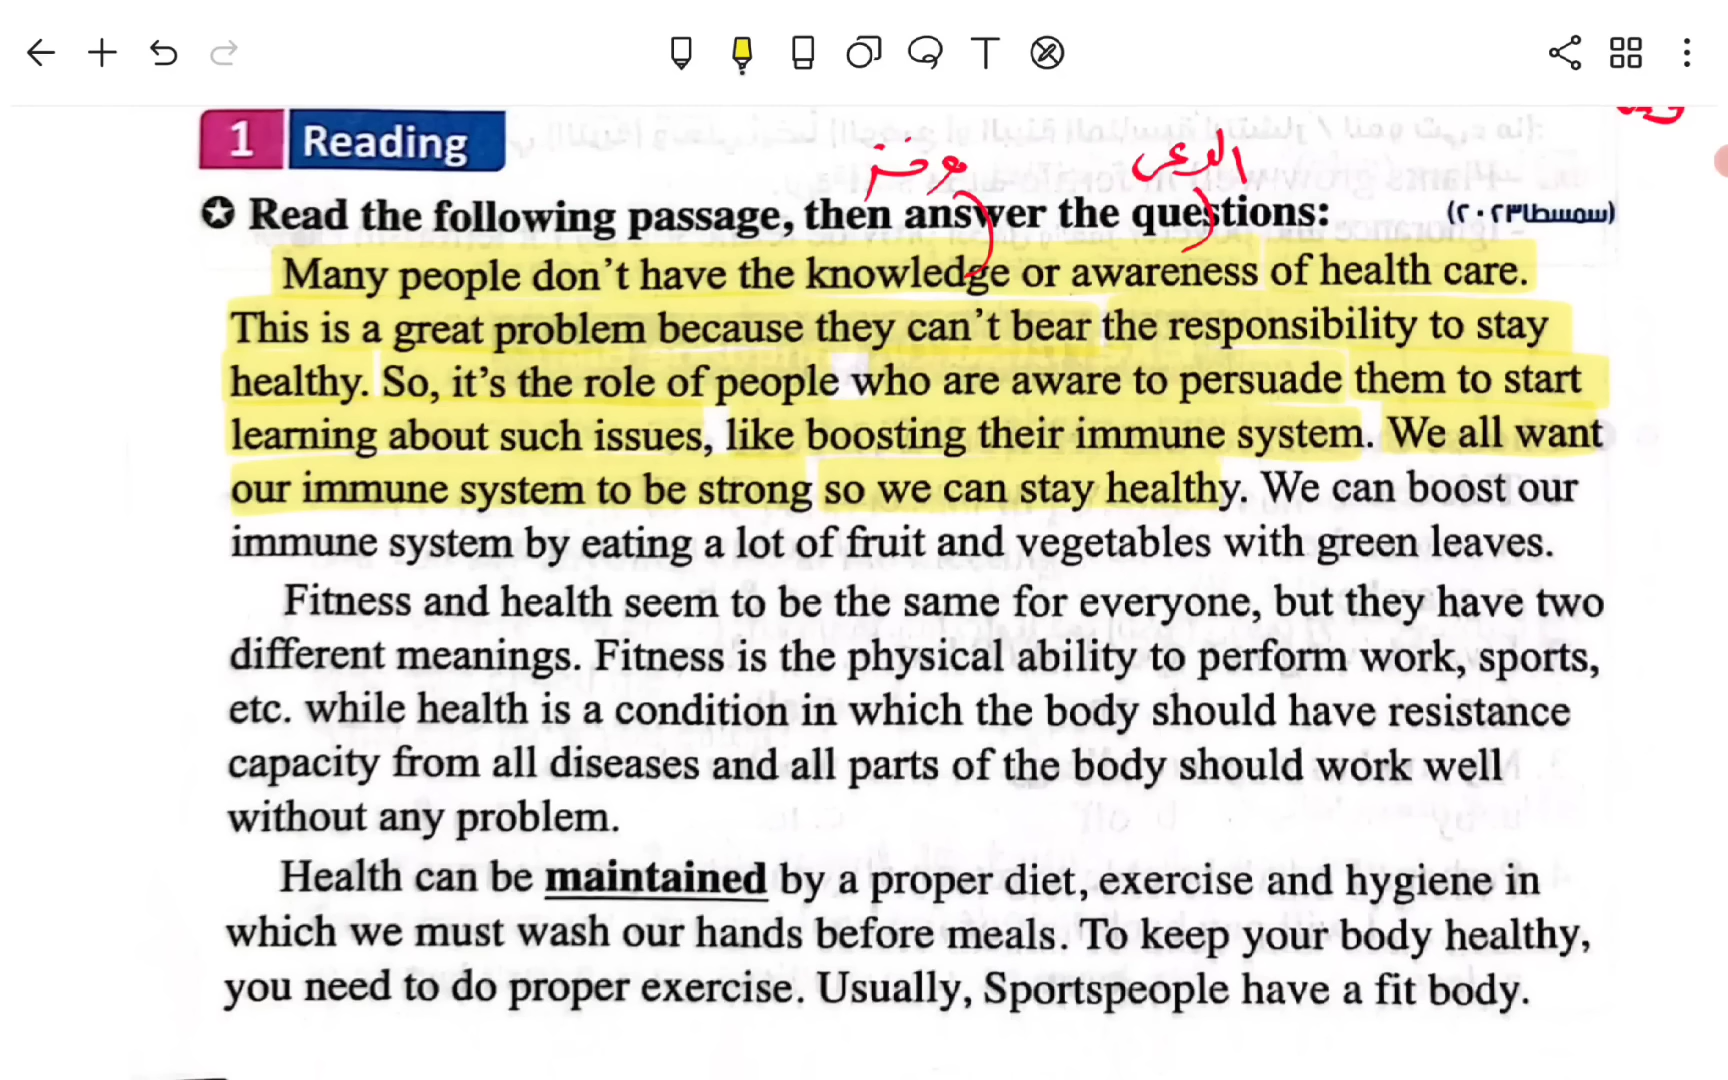 1 Reading
معرفة
الوعى
Read the following passage, then answer the questions: (سمسطا ٢٠٢٣)
Many people don't have the knowledge or awareness of health care.
This is a great problem because they can't bear the responsibility to stay
healthy. So, it's the role of people who are aware to persuade them to start
learning about such issues, like boosting their immune system. We all want
our immune system to be strong so we can stay healthy. We can boost our
immune system by eating a lot of fruit and vegetables with green leaves.
Fitness and health seem to be the same for everyone, but they have two
different meanings. Fitness is the physical ability to perform work, sports,
etc. while health is a condition in which the body should have resistance
capacity from all diseases and all parts of the body should work well
without any problem.
Health can be maintained by a proper diet, exercise and hygiene in
which we must wash our hands before meals. To keep your body healthy,
you need to do proper exercise. Usually, Sportspeople have a fit body.